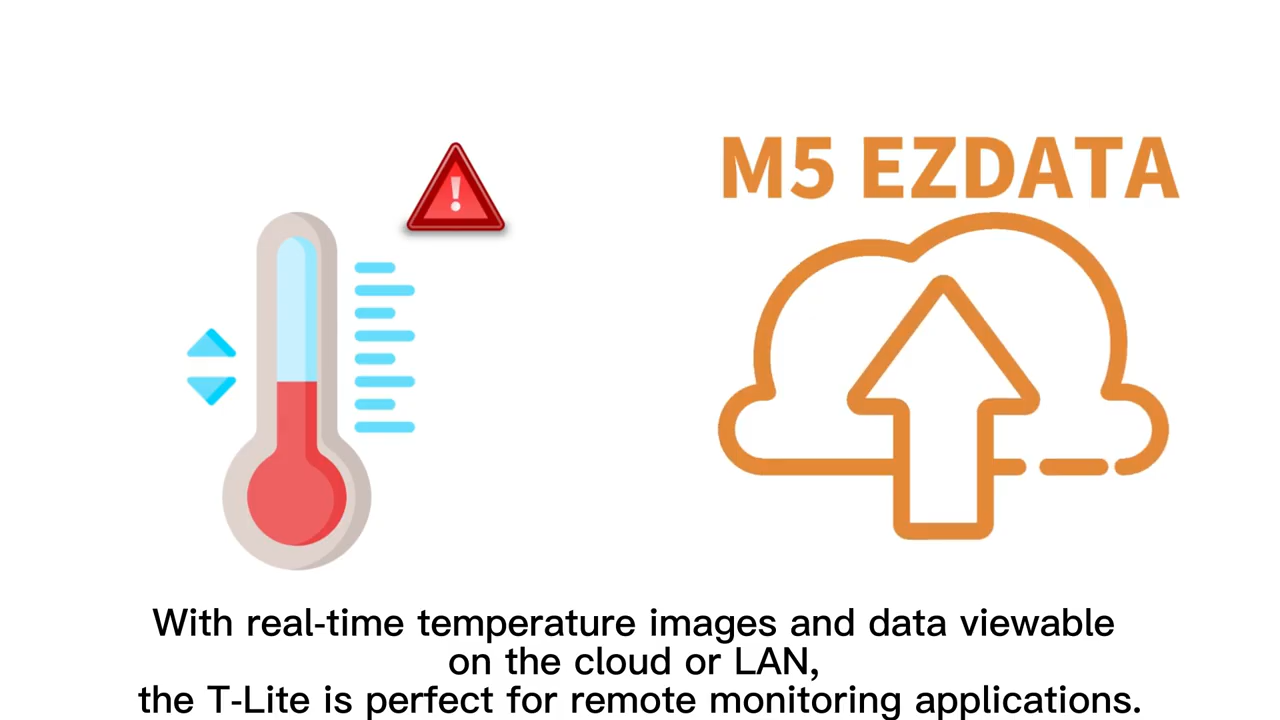 M5 EZDATA
!
With real-time temperature images and data viewable
on the cloud or LAN,
the T-Lite is perfect for remote monitoring applications.